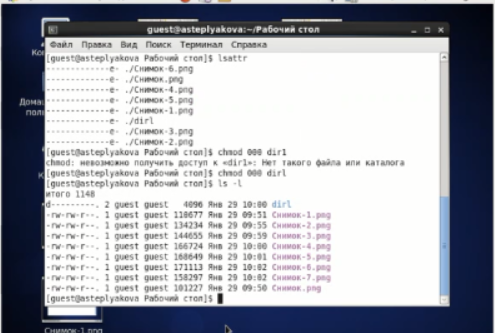 guest@asteplyakova:~/Рабочий стол
Файл Правка Вид Поиск Терминал Справка
[guest@asteplyakova Рабочий стол]$ lsattr
-------------e- ./Снимок-6.png
-------------e- ./Снимок.png
-------------e- ./Снимок-4.png
-------------e- ./Снимок-5.png
-------------e- ./Снимок-1.png
-------------e- ./dirl
-------------e- ./Снимок-3.png
-------------e- ./Снимок-2.png
[guest@asteplyakova Рабочий стол]$ chmod 000 dir1
chmod: невозможно получить доступ к «dir1»: Нет такого файла или каталога
[guest@asteplyakova Рабочий стол]$ chmod 000 dirl
[guest@asteplyakova Рабочий стол]$ ls -l
итого 1148
d---------. 2 guest guest   4096 Янв 29 10:00 dirl
-rw-rw-r--. 1 guest guest 110677 Янв 29 09:51 Снимок-1.png
-rw-rw-r--. 1 guest guest 134234 Янв 29 09:55 Снимок-2.png
-rw-rw-r--. 1 guest guest 144655 Янв 29 09:59 Снимок-3.png
-rw-rw-r--. 1 guest guest 166724 Янв 29 10:00 Снимок-4.png
-rw-rw-r--. 1 guest guest 168649 Янв 29 10:01 Снимок-5.png
-rw-rw-r--. 1 guest guest 171113 Янв 29 10:02 Снимок-6.png
-rw-rw-r--. 1 guest guest 158297 Янв 29 10:02 Снимок-7.png
-rw-rw-r--. 1 guest guest 101227 Янв 29 09:50 Снимок.png
[guest@asteplyakova Рабочий стол]$
Снимок-1.png